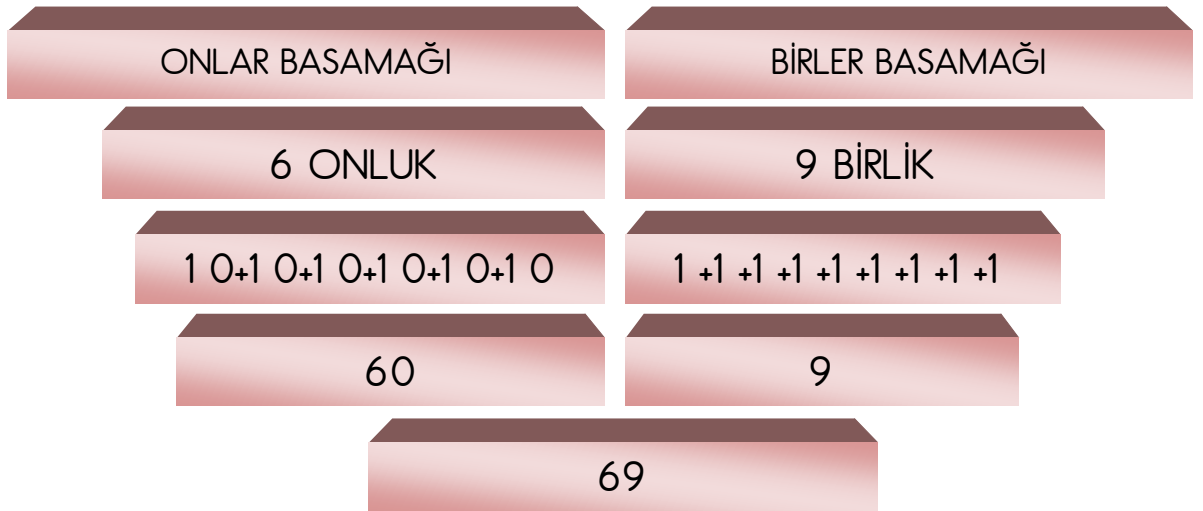 ONLAR BASAMAĞI
BİRLER BASAMAĞI
6 ONLUK
9 BİRLİK
1 0+1 0+1 0+1 0+1 0+1 0
1 +1 +1 +1 +1 +1 +1 +1 +1
60
9
69